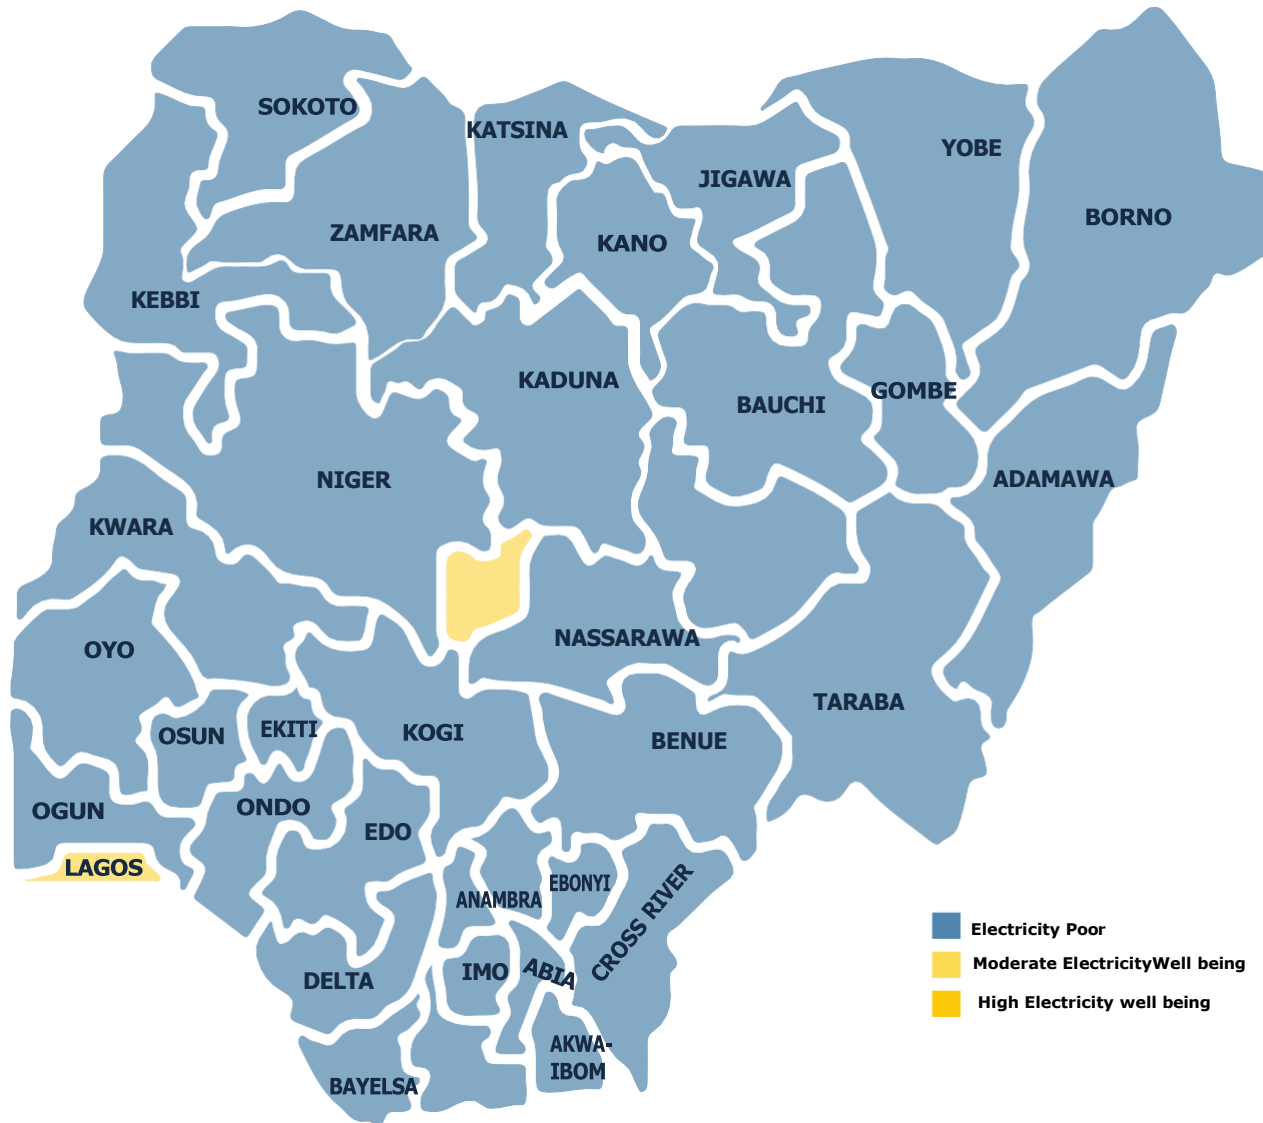 SOKOTO
KATSINA
YOBE
JIGAWA
BORNO
ZAMFARA
KANO
KEBBI
KADUNA
GOMBE
BAUCHI
NIGER
ADAMAWA
KWARA
NASSARAWA
OYO
TARABA
EKITI
KOGI
OSUN
BENUE
ONDO
OGUN
EDO
LAGOS
EBONYI
ANAMBRA
CROSS RIVER
IMO
ABIA
DELTA
AKWA-
IBOM
BAYELSA
Electricity Poor
Moderate ElectricityWell being
High Electricity well being